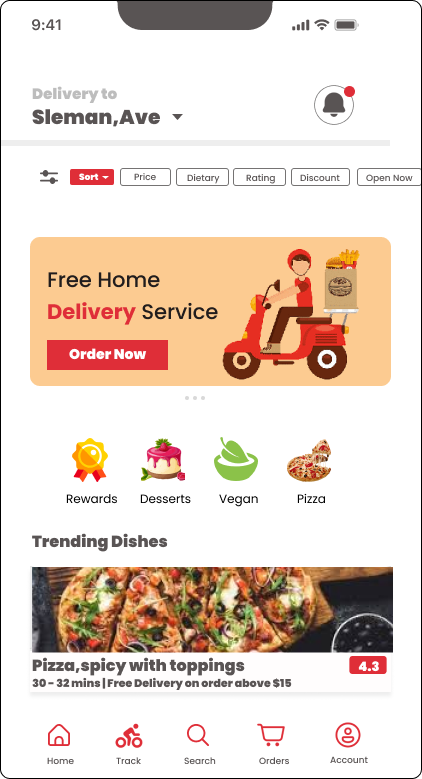 9:41
Delivery to
Sleman,Ave
Sort Price Dietary Rating Discount Open Now
Free Home
Delivery Service
Order Now
Rewards Desserts Vegan Pizza
Trending Dishes
Pizza,spicy with toppings 4.3
30 - 32 mins | Free Delivery on order above $15
Home Track Search Orders Account